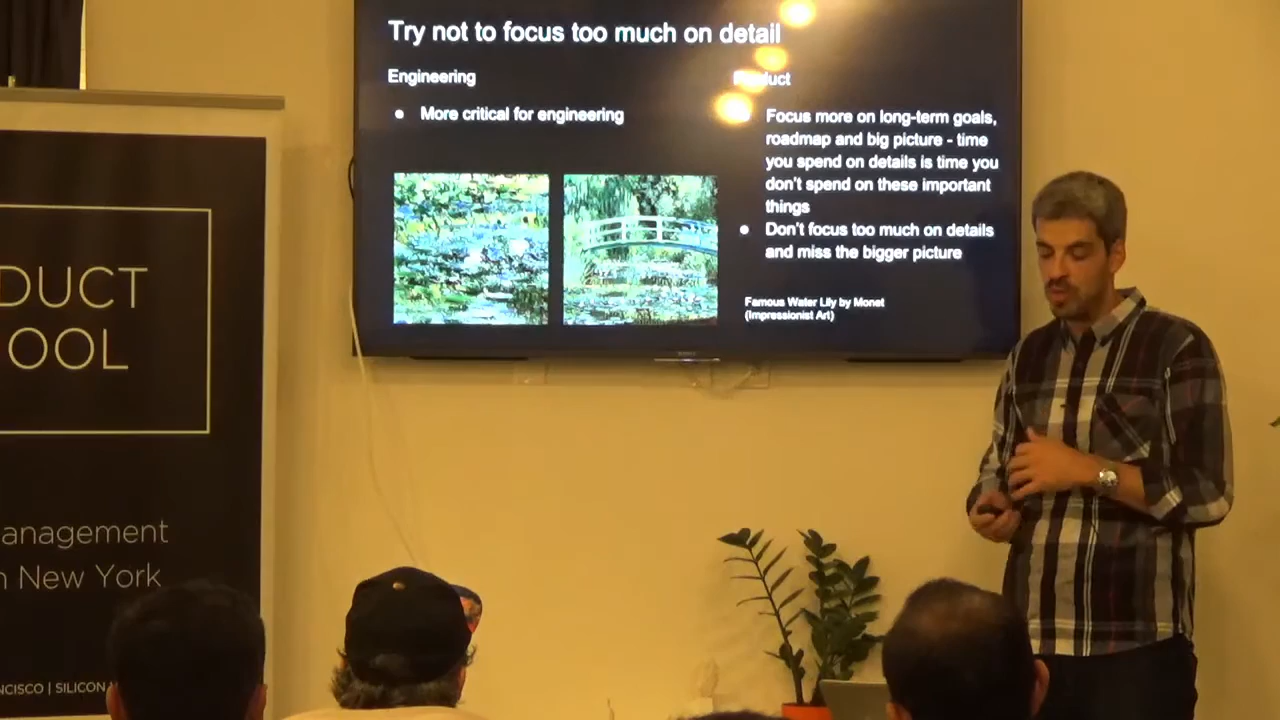 Try not to focus too much on detail
Engineering
● More critical for engineering
Product
● Focus more on long-term goals,
roadmap and big picture - time
you spend on details is time you
don't spend on these important
things
● Don't focus too much on details
and miss the bigger picture
Famous Water Lily by Monet
(Impressionist Art)
DUCT
OOL
anagement
n New York
NCISCO | SILICON